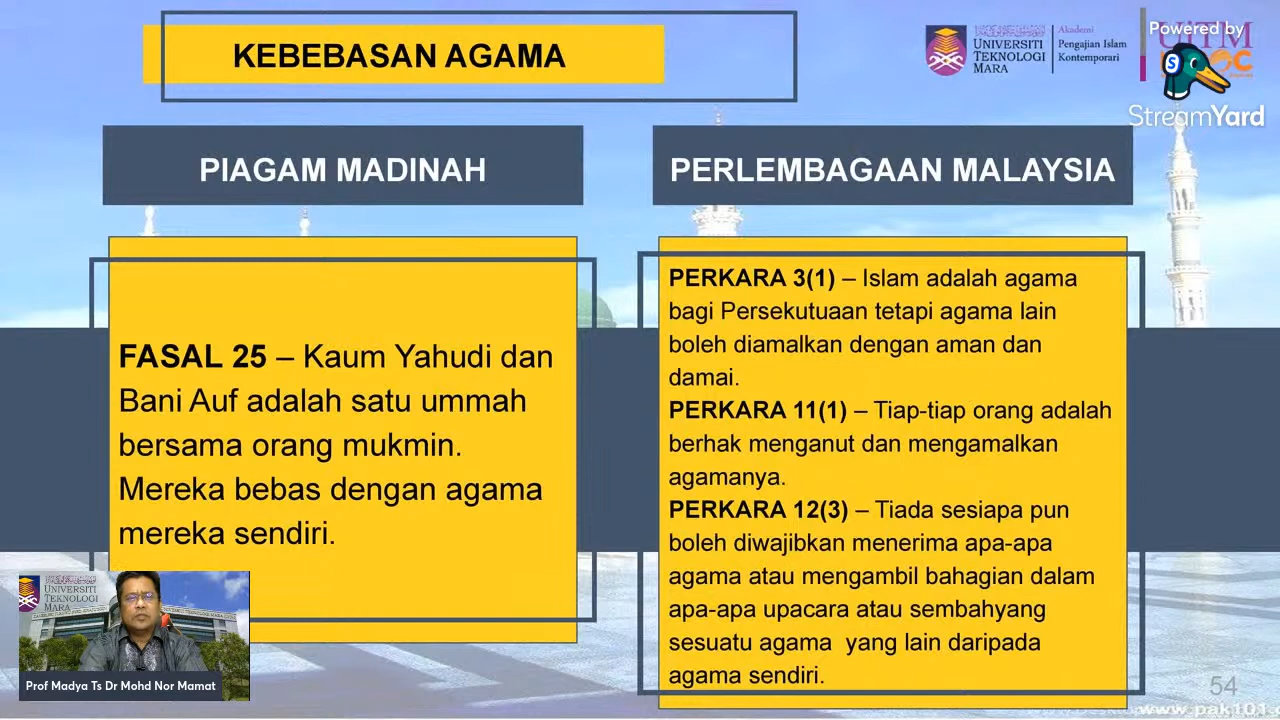 KEBEBASAN AGAMA
UNIVERSITI
TEKNOLOGI
MARA
Akademi
Pengajian Islam
Kontemporari
Powered by
StreamYard
PIAGAM MADINAH
PERLEMBAGAAN MALAYSIA
FASAL 25 – Kaum Yahudi dan
Bani Auf adalah satu ummah
bersama orang mukmin.
Mereka bebas dengan agama
mereka sendiri.
PERKARA 3(1) – Islam adalah agama
bagi Persekutuaan tetapi agama lain
boleh diamalkan dengan aman dan
damai.
PERKARA 11(1) – Tiap-tiap orang adalah
berhak menganut dan mengamalkan
agamanya.
PERKARA 12(3) – Tiada sesiapa pun
boleh diwajibkan menerima apa-apa
agama atau mengambil bahagian dalam
apa-apa upacara atau sembahyang
sesuatu agama  yang lain daripada
agama sendiri.
UNIVERSITI
TEKNOLOGI
MARA
Prof Madya Ts Dr Mohd Nor Mamat
54